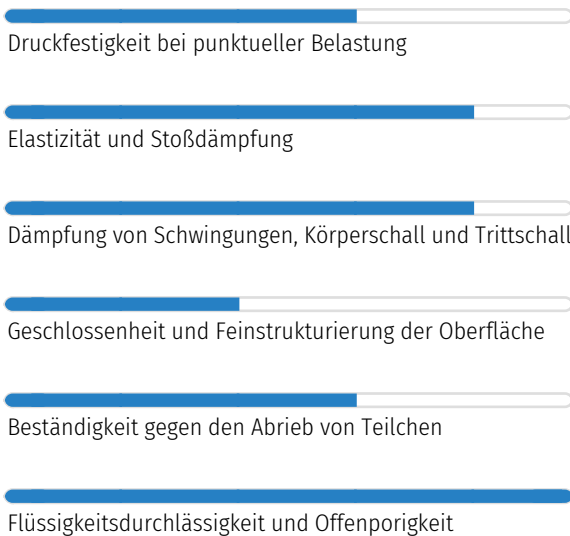 Druckfestigkeit bei punktueller Belastung
Elastizität und Stoßdämpfung
Dämpfung von Schwingungen, Körperschall und Trittschall
Geschlossenheit und Feinstrukturierung der Oberfläche
Beständigkeit gegen den Abrieb von Teilchen
Flüssigkeitsdurchlässigkeit und Offenporigkeit